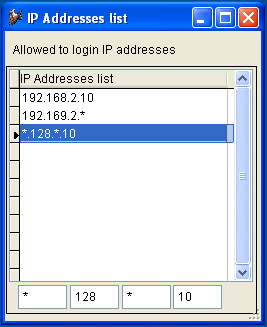 IP Addresses list
Allowed to login IP addresses
IP Addresses list
192.168.2.10
192.169.2.*
*.128.*.10
* 128 * 10